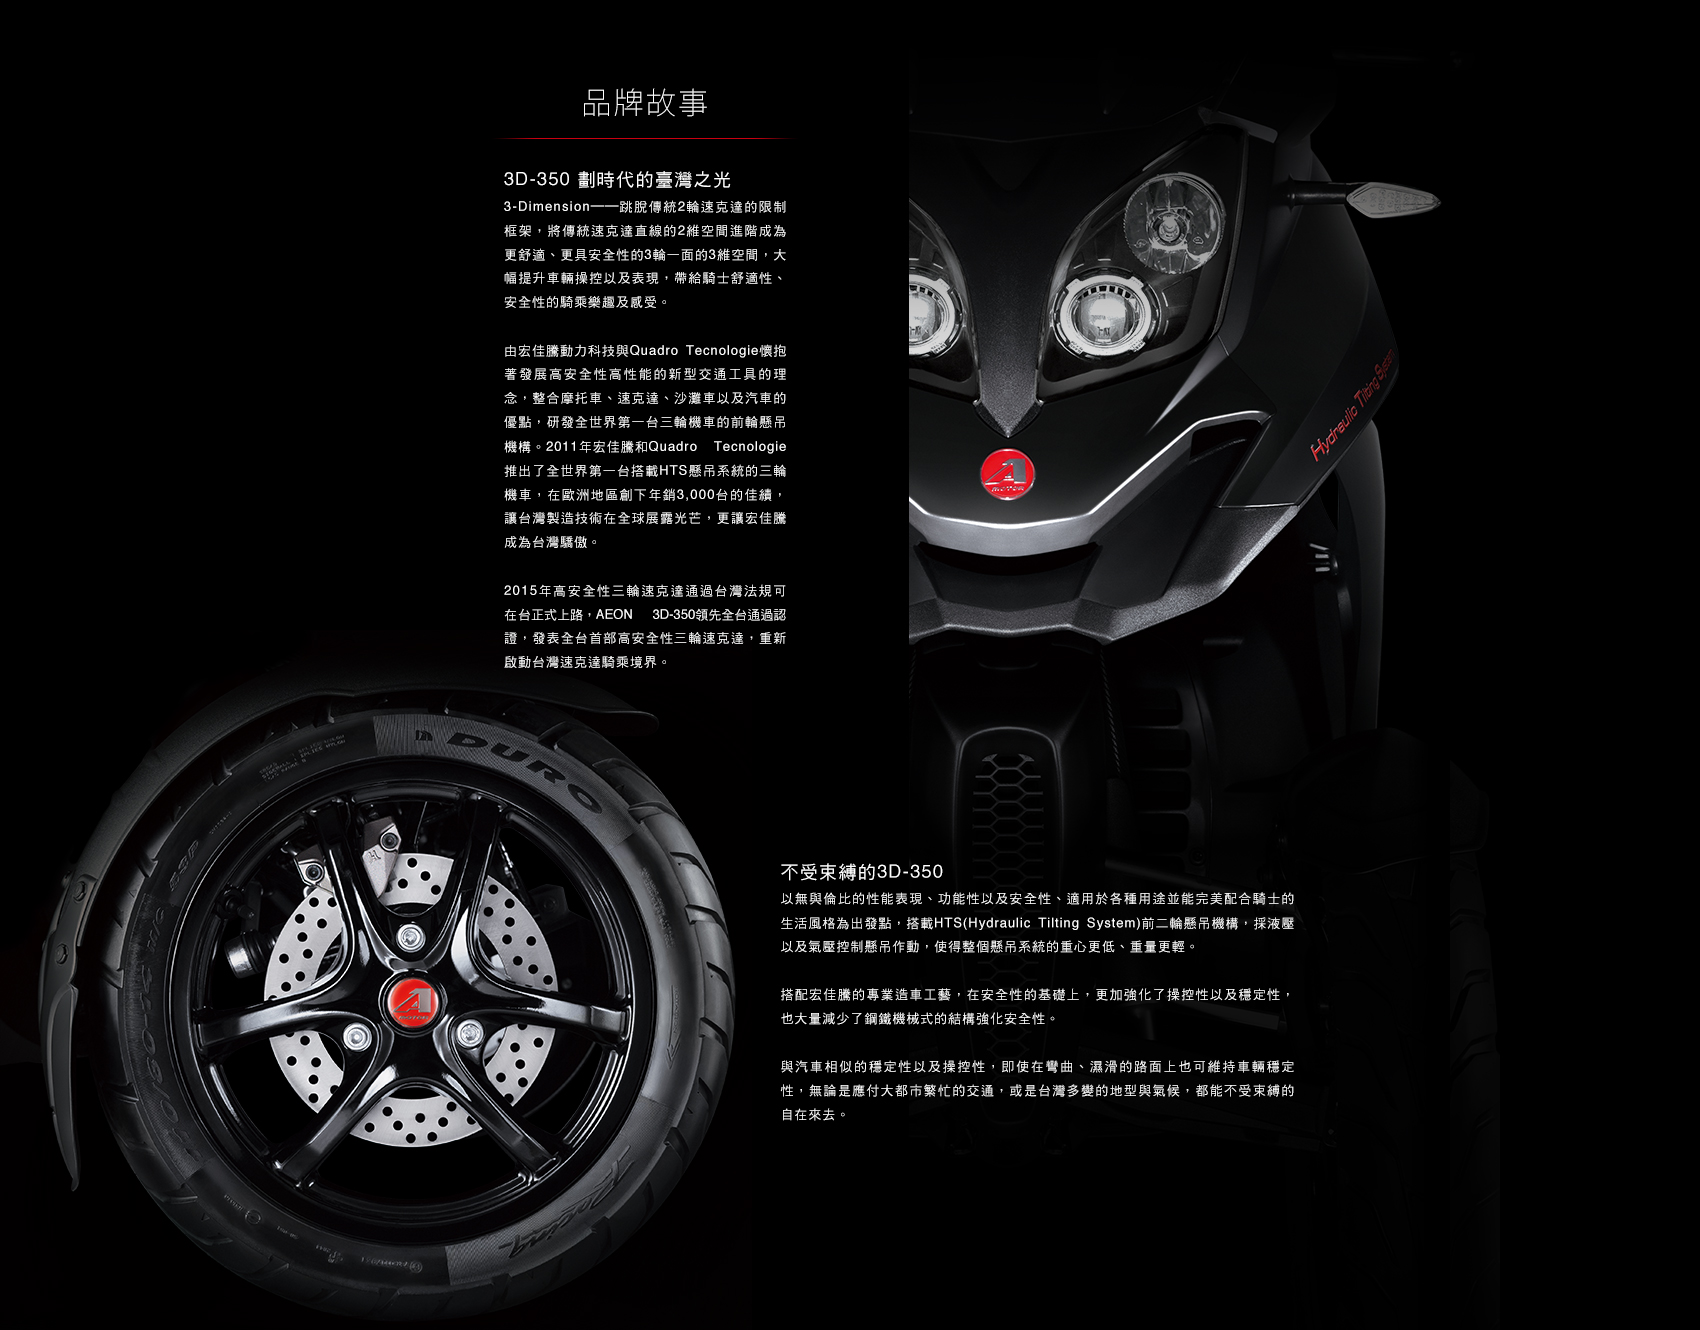 品牌故事
3D-350 劃時代的臺灣之光
3-Dimension——跳脫傳統2輪速克達的限制
框架，將傳統速克達直線的2維空間進階成為
更舒適、更具安全性的3輪一面的3維空間，大
幅提升車輛操控以及表現，帶給騎士舒適性、
安全性的騎乘樂趣及感受。
由宏佳騰動力科技與Quadro Tecnologie懷抱
著發展高安全性高性能的新型交通工具的理
念，整合摩托車、速克達、沙灘車以及汽車的
優點，研發全世界第一台三輪機車的前輪懸吊
機構。2011年宏佳騰和Quadro Tecnologie
推出了全世界第一台搭載HTS懸吊系統的三輪
機車，在歐洲地區創下年銷3,000台的佳績，
讓台灣製造技術在全球展露光芒，更讓宏佳騰
成為台灣驕傲。
2015年高安全性三輪速克達通過台灣法規可
在台正式上路，AEON 3D-350領先全台通過認
證，發表全台首部高安全性三輪速克達，重新
啟動台灣速克達騎乘境界。
Hydraulic Tilting System
DURO
Racing
不受束縛的3D-350
以無與倫比的性能表現、功能性以及安全性、適用於各種用途並能完美配合騎士的
生活風格為出發點，搭載HTS(Hydraulic Tilting System)前二輪懸吊機構，採液壓
以及氣壓控制懸吊作動，使得整個懸吊系統的重心更低、重量更輕。
搭配宏佳騰的專業造車工藝，在安全性的基礎上，更加強化了操控性以及穩定性，
也大量減少了鋼鐵機械式的結構強化安全性。
與汽車相似的穩定性以及操控性，即使在彎曲、濕滑的路面上也可維持車輛穩定
性，無論是應付大都市繁忙的交通，或是台灣多變的地型與氣候，都能不受束縛的
自在來去。